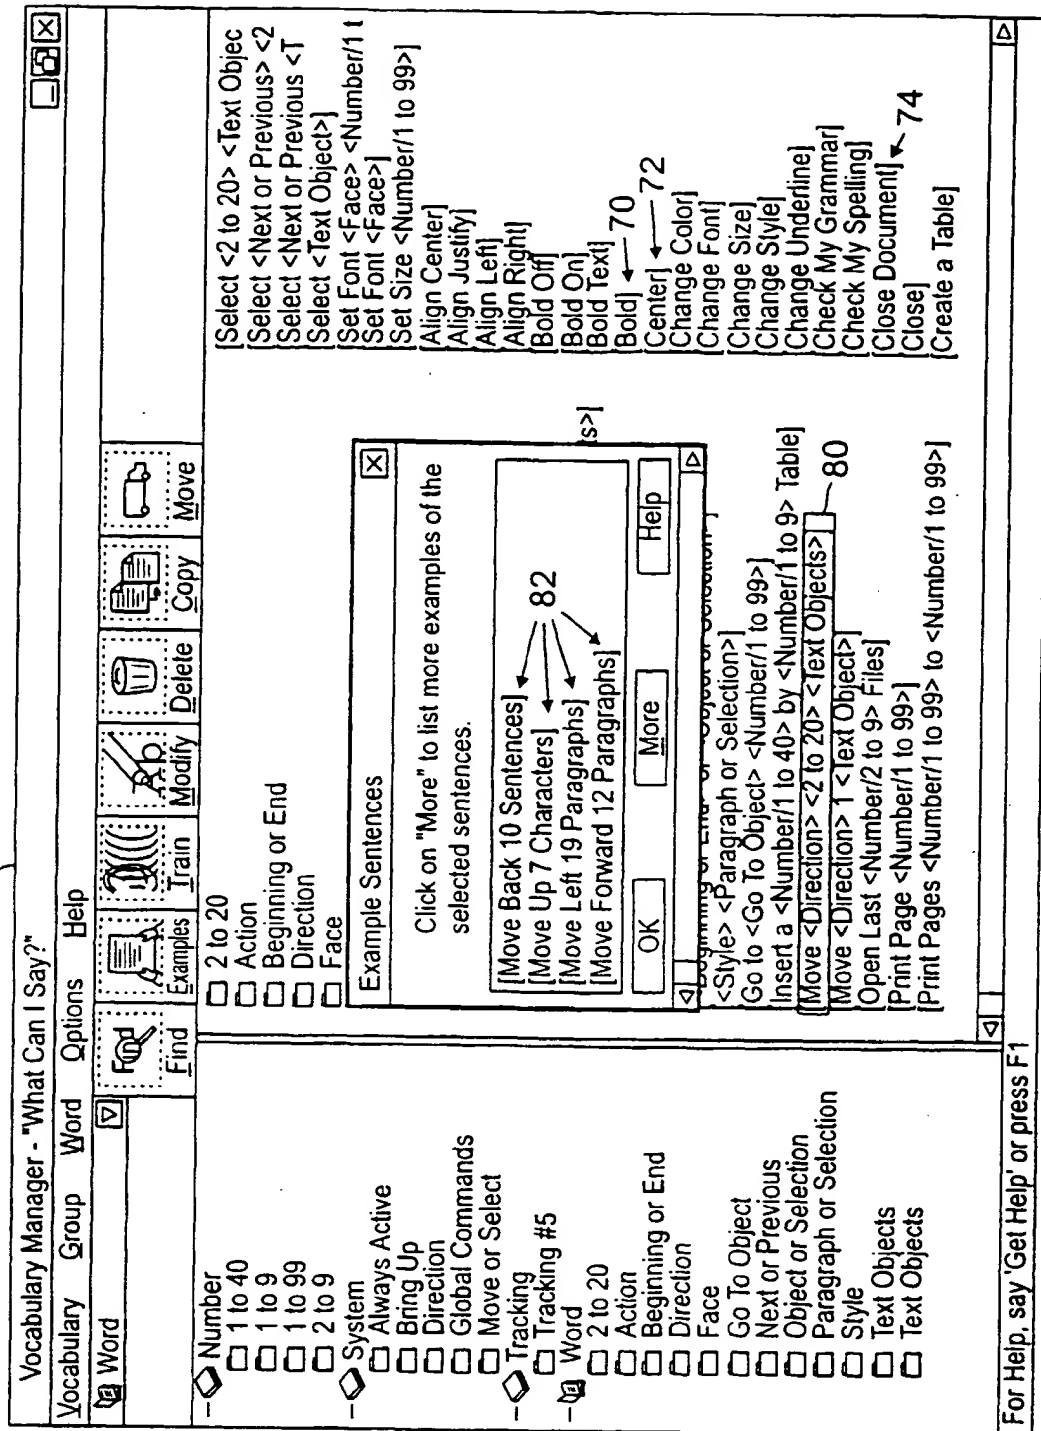 Vocabulary Manager - "What Can I Say?"
Vocabulary Group Word Options Help
Word
Find
Find
Examples
Train
Modify
Delete
Copy
Move
Number
1 to 40
1 to 9
1 to 99
2 to 9
System
Always Active
Bring Up
Direction
Global Commands
Move or Select
Tracking
Tracking #5
Word
2 to 20
Action
Beginning or End
Direction
Face
Go To Object
Next or Previous
Object or Selection
Paragraph or Selection
Style
Text Objects
Text Objects
2 to 20
Action
Beginning or End
Direction
Face
Example Sentences
Click on "More" to list more examples of the
selected sentences.
[Move Back 10 Sentences]
[Move Up 7 Characters]
[Move Left 19 Paragraphs]
[Move Forward 12 Paragraphs]
82
OK
More
Help
s>]
<Style> <Paragraph or Selection>]
[Go to <Go To Object> <Number/1 to 99>]
[Insert a <Number/1 to 40> by <Number/1 to 9> Table]
[Move <Direction> <2 to 20> <Text Objects>]
80
[Move <Direction> 1 <Text Object>]
[Open Last <Number/2 to 9> Files]
[Print Page <Number/1 to 99>]
[Print Pages <Number/1 to 99> to <Number/1 to 99>]
[Select <2 to 20> <Text Objec
[Select <Next or Previous> <2
[Select <Next or Previous <T
[Select <Text Object>]
[Set Font <Face> <Number/1 t
[Set Font <Face>]
[Set Size <Number/1 to 99>]
[Align Center]
[Align Justify]
[Align Left]
[Align Right]
[Bold Off]
[Bold On]
[Bold Text]
[Bold] 70
[Center] 72
[Change Color]
[Change Font]
[Change Size]
[Change Style]
[Change Underline]
[Check My Grammar]
[Check My Spelling]
[Close Document] 74
[Close]
[Create a Table]
For Help, say 'Get Help' or press F1